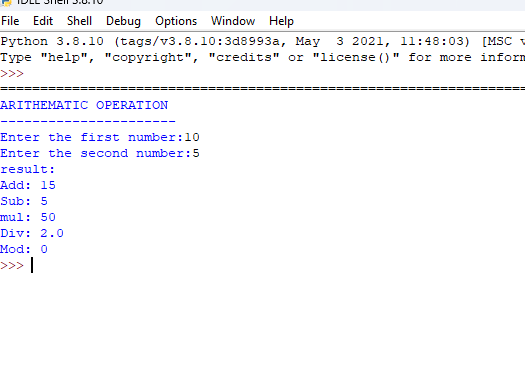 IDLE Shell 3.8.10
File Edit Shell Debug Options Window Help
Python 3.8.10 (tags/v3.8.10:3d8993a, May  3 2021, 11:48:03) [MSC v
Type "help", "copyright", "credits" or "license()" for more inform
>>>
==================================================================
ARITHEMATIC OPERATION
----------------------
Enter the first number:10
Enter the second number:5
result:
Add: 15
Sub: 5
mul: 50
Div: 2.0
Mod: 0
>>>